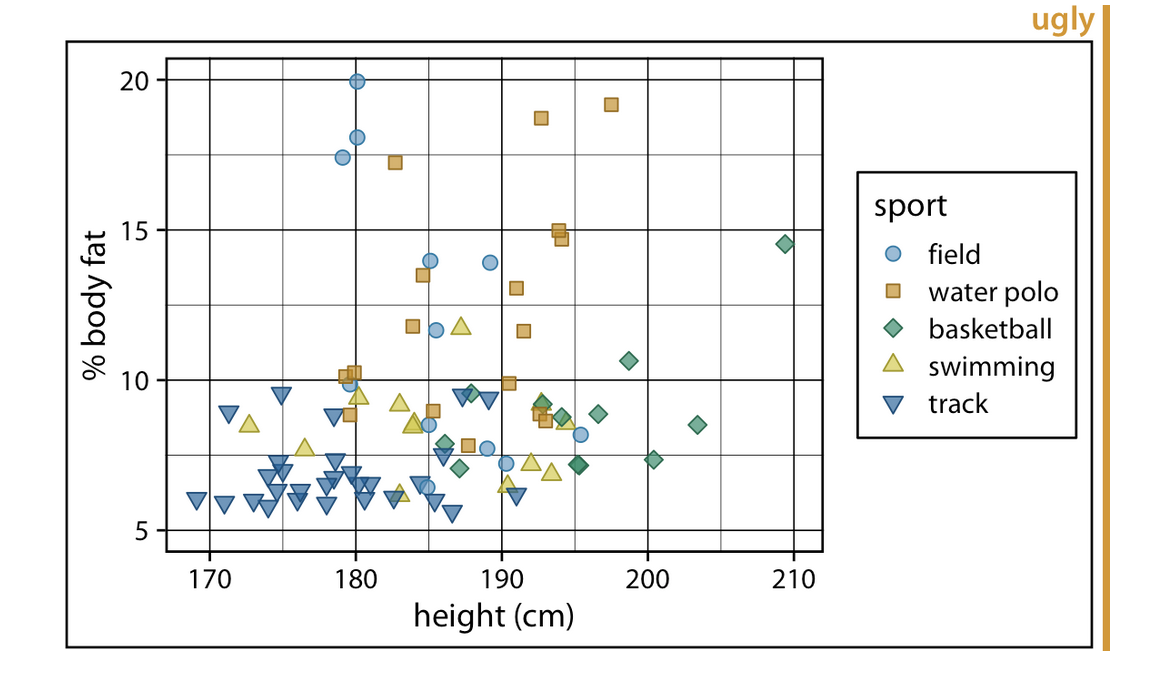 ugly
20
15
10
5
% body fat
170 180 190 200 210
height (cm)
sport
field
water polo
basketball
swimming
track